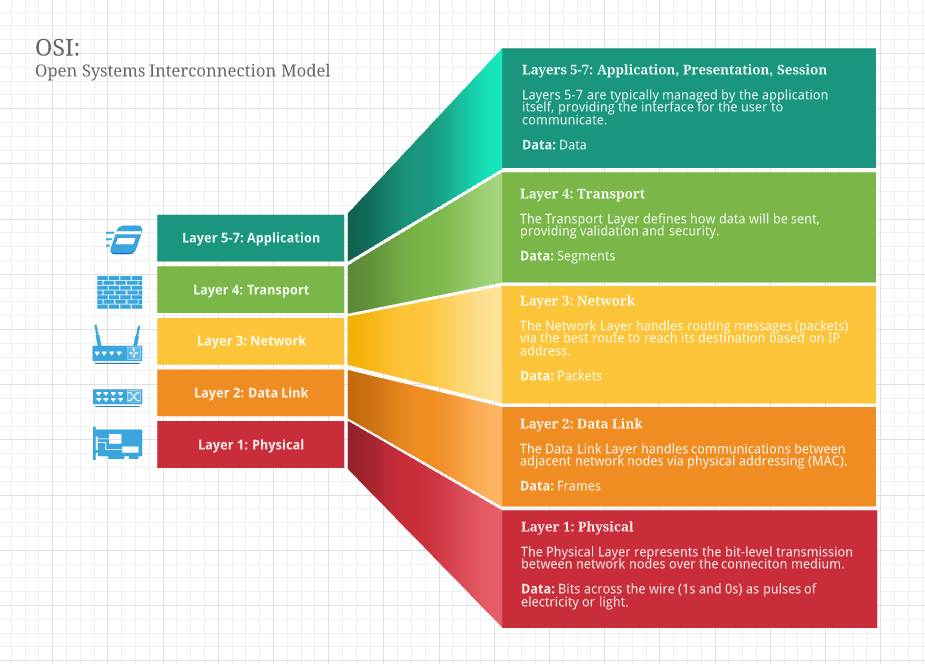 OSI:
Open Systems Interconnection Model
Layer 5-7: Application
Layer 4: Transport
Layer 3: Network
Layer 2: Data Link
Layer 1: Physical
Layers 5-7: Application, Presentation, Session
Layers 5-7 are typically managed by the application
itself, providing the interface for the user to
communicate.
Data: Data
Layer 4: Transport
The Transport Layer defines how data will be sent,
providing validation and security.
Data: Segments
Layer 3: Network
The Network Layer handles routing messages (packets)
via the best route to reach its destination based on IP
address.
Data: Packets
Layer 2: Data Link
The Data Link Layer handles communications between
adjacent network nodes via physical addressing (MAC).
Data: Frames
Layer 1: Physical
The Physical Layer represents the bit-level transmission
between network nodes over the conneciton medium.
Data: Bits across the wire (1s and 0s) as pulses of
electricity or light.